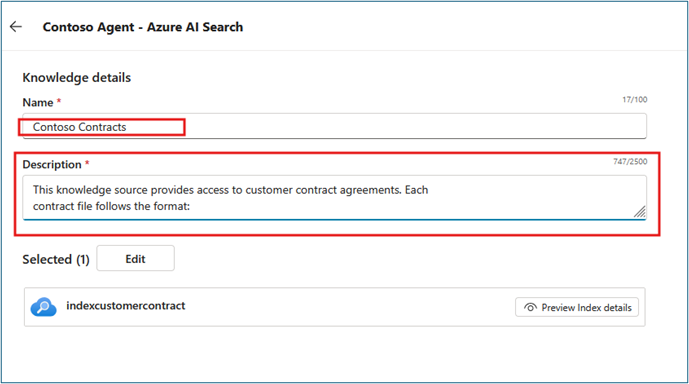 Contoso Agent - Azure AI Search
Knowledge details
Name *
17/100
Contoso Contracts
Description *
747/2500
This knowledge source provides access to customer contract agreements. Each
contract file follows the format:
Selected (1)
Edit
indexcustomercontract
Preview Index details